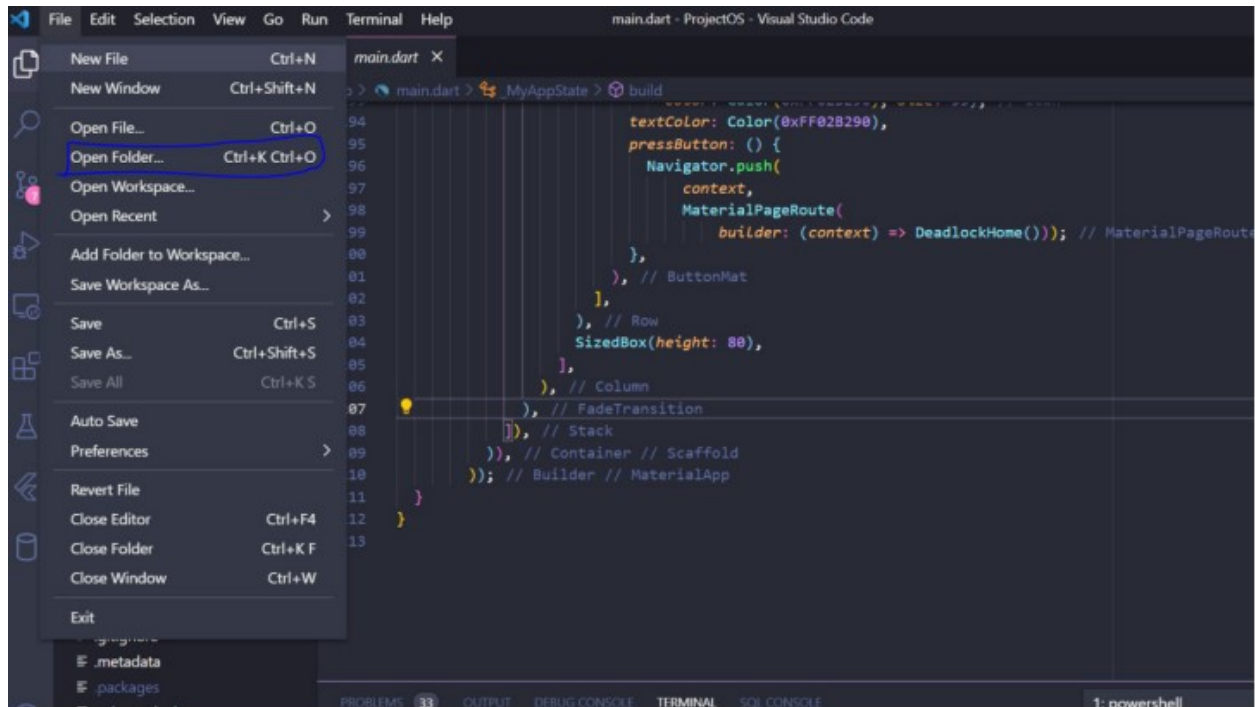 File Edit Selection View Go Run Terminal Help main.dart - ProjectOS - Visual Studio Code
New File Ctrl+N
New Window Ctrl+Shift+N
Open File... Ctrl+O
Open Folder... Ctrl+K Ctrl+O
Open Workspace...
Open Recent
Add Folder to Workspace...
Save Workspace As...
Save Ctrl+S
Save As... Ctrl+Shift+S
Save All Ctrl+K S
Auto Save
Preferences
Revert File
Close Editor Ctrl+F4
Close Folder Ctrl+K F
Close Window Ctrl+W
Exit
.metadata
.packages
main.dart
main.dart > _MyAppState > build
94 textColor: Color(0xFF02B290),
95 pressButton: () {
96 Navigator.push(
97 context,
98 MaterialPageRoute(
99 builder: (context) => DeadlockHome())); // MaterialPageRoute
00 },
01 ), // ButtonMat
02 ],
03 ), // Row
04 SizedBox(height: 80),
05 ],
06 ), // Column
07 ), // FadeTransition
08 ]), // Stack
09 )), // Container // Scaffold
10 )); // Builder // MaterialApp
11 }
12 }
13
PROBLEMS 33 OUTPUT DEBUG CONSOLE TERMINAL SQL CONSOLE 1: powershell